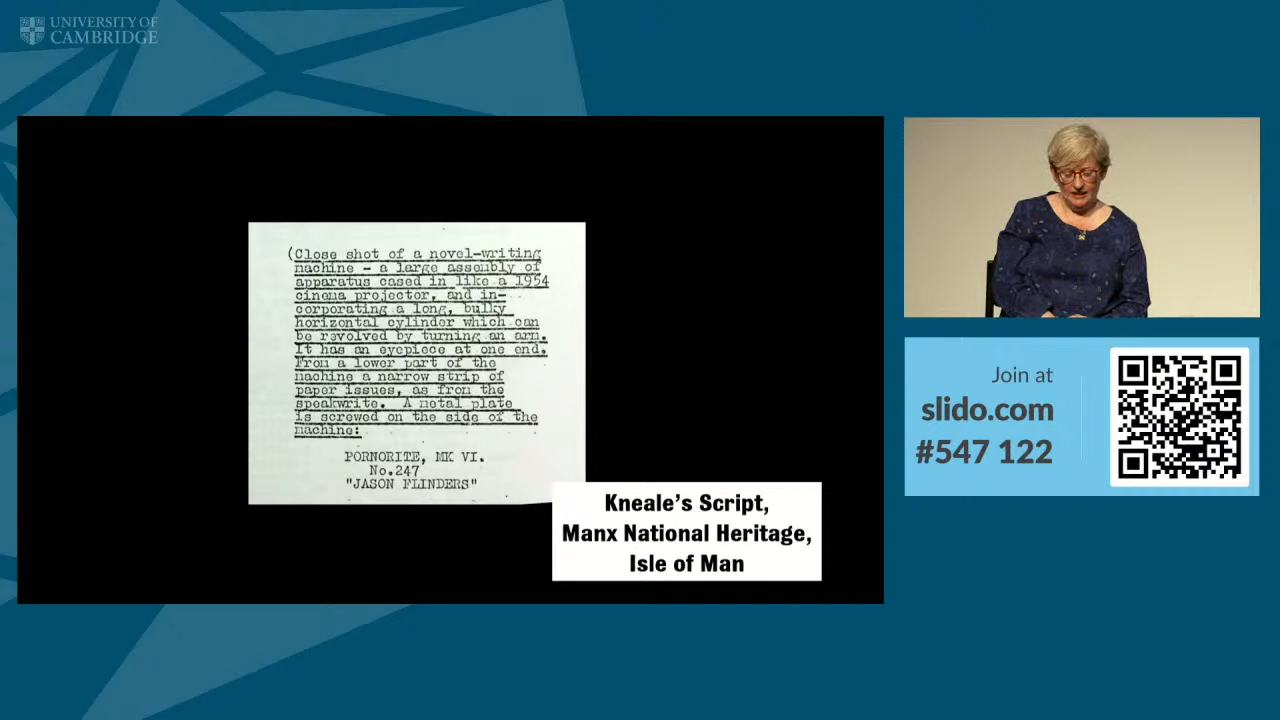 UNIVERSITY OF
CAMBRIDGE
(Close shot of a novel-writing
machine - a large assembly of
apparatus cased in like a 1954
cinema projector, and in-
corporating a long, bulky
horizontal cylinder which can
be revolved by turning an arm.
It has an eyepiece at one end.
From a lower part of the
machine a narrow strip of
paper issues, as from the
speakwrite. A metal plate
is screwed on the side of the
machine:
PORNORITE, MK VI.
No.247
"JASON FLINDERS"
Kneale's Script,
Manx National Heritage,
Isle of Man
Join at
slido.com
#547 122